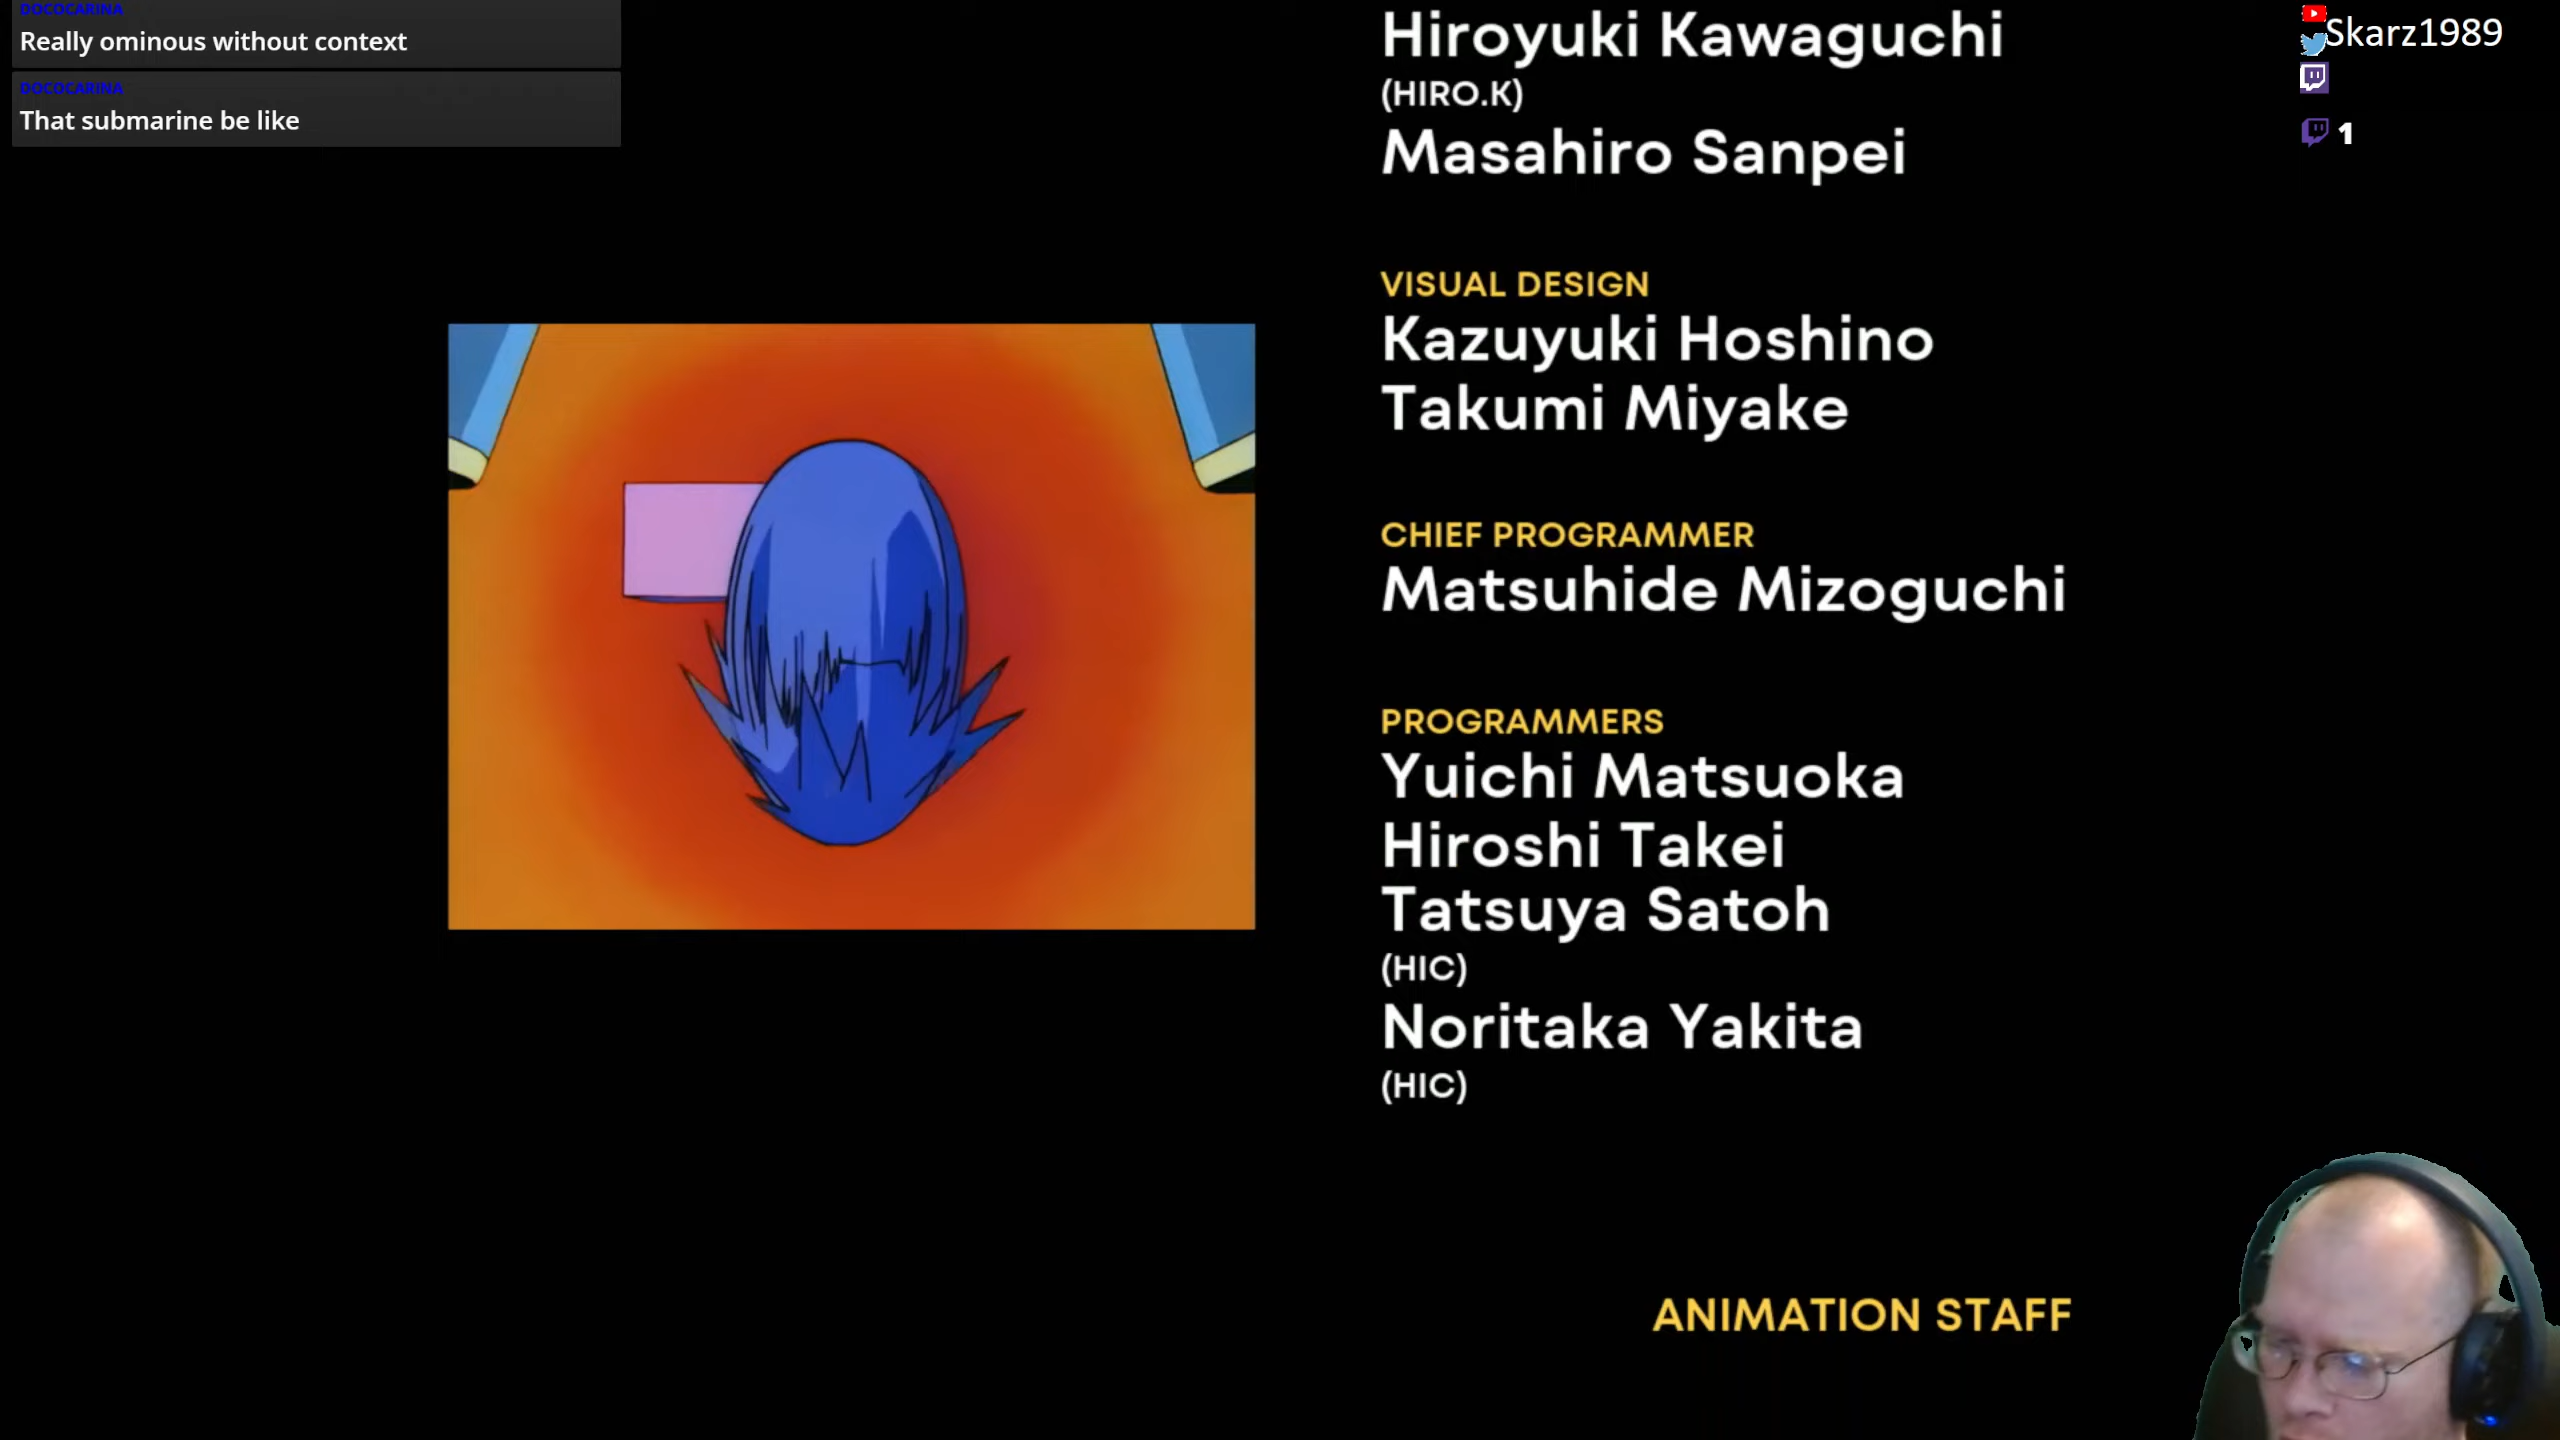 DOCOCARINA
Really ominous without context
DOCOCARINA
That submarine be like
Hiroyuki Kawaguchi
(HIRO.K)
Masahiro Sanpei
VISUAL DESIGN
Kazuyuki Hoshino
Takumi Miyake
CHIEF PROGRAMMER
Matsuhide Mizoguchi
PROGRAMMERS
Yuichi Matsuoka
Hiroshi Takei
Tatsuya Satoh
(HIC)
Noritaka Yakita
(HIC)
ANIMATION STAFF
Skarz1989
1